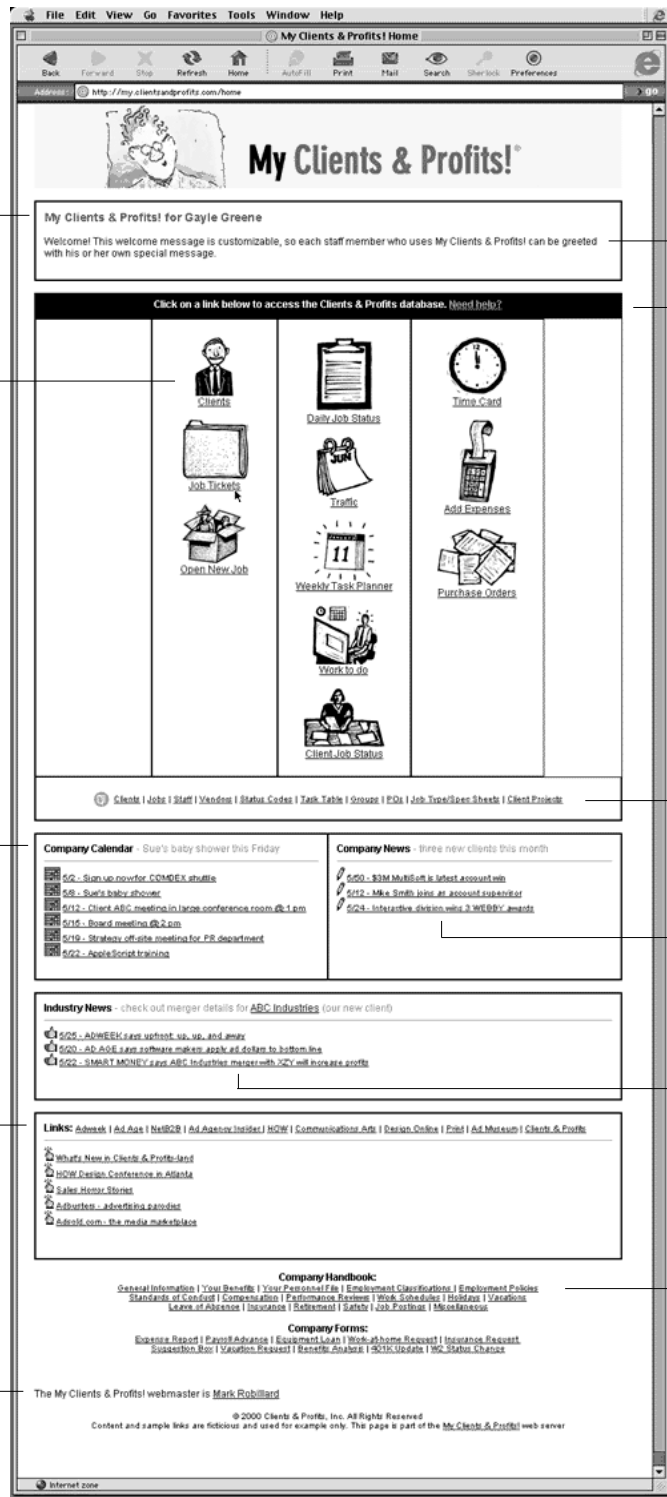 File Edit View Go Favorites Tools Window Help
My Clients & Profits! Home
Back Forward Stop Refresh Home AutoFill Print Mail Search Sherlock Preferences
Address: http://my.clientsandprofits.com/home go
My Clients & Profits!®
My Clients & Profits! for Gayle Greene
Welcome! This welcome message is customizable, so each staff member who uses My Clients & Profits! can be greeted
with his or her own special message.
Click on a link below to access the Clients & Profits database. Need help?
Clients
Job Tickets
Open New Job
Daily Job Status
JUN
Traffic
11
Weekly Task Planner
Work to do
Client Job Status
12
Time Card
Add Expenses
Purchase Orders
Clients | Jobs | Staff | Vendors | Status Codes | Task Table | Groups | POs | Job Type/Spec Sheets | Client Projects
Company Calendar - Sue's baby shower this Friday
5/2 - Sign up now for COMDEX shuttle
5/8 - Sue's baby shower
5/12 - Client ABC meeting in large conference room @ 1 pm
5/15 - Board meeting @ 2 pm
5/19 - Strategy off-site meeting for PR department
5/22 - AppleScript training
Company News - three new clients this month
5/30 - $3M MultiSoft is latest account win
5/12 - Mike Smith joins as account supervisor
5/24 - Interactive division wins 3 WEBBY awards
Industry News - check out merger details for ABC Industries (our new client)
5/25 - ADWEEK says upfront: up, up, and away
5/20 - AD AGE says software makers apply ad dollars to bottom line
5/22 - SMART MONEY says ABC Industries merger with XZY will increase profits
Links: Adweek | Ad Age | NetB2B | Ad Agency Insider | HOW | Communications Arts | Design Online | Print | Ad Museum | Clients & Profits
What's New in Clients & Profits-land
HOW Design Conference in Atlanta
Sales Horror Stories
Adbusters - advertising parodies
Adsold.com - the media marketplace
Company Handbook:
General Information | Your Benefits | Your Personnel File | Employment Classifications | Employment Policies
Standards of Conduct | Compensation | Performance Reviews | Work Schedules | Holidays | Vacations
Leave of Absence | Insurance | Retirement | Safety | Job Postings | Miscellaneous
Company Forms:
Expense Report | Payroll Advance | Equipment Loan | Work-at-home Request | Insurance Request
Suggestion Box | Vacation Request | Benefits Analysis | 401K Update | W2 Status Change
The My Clients & Profits! webmaster is Mark Robillard
© 2000 Clients & Profits, Inc. All Rights Reserved
Content and sample links are ficticious and used for example only. This page is part of the My Clients & Profits! web server
Internet zone